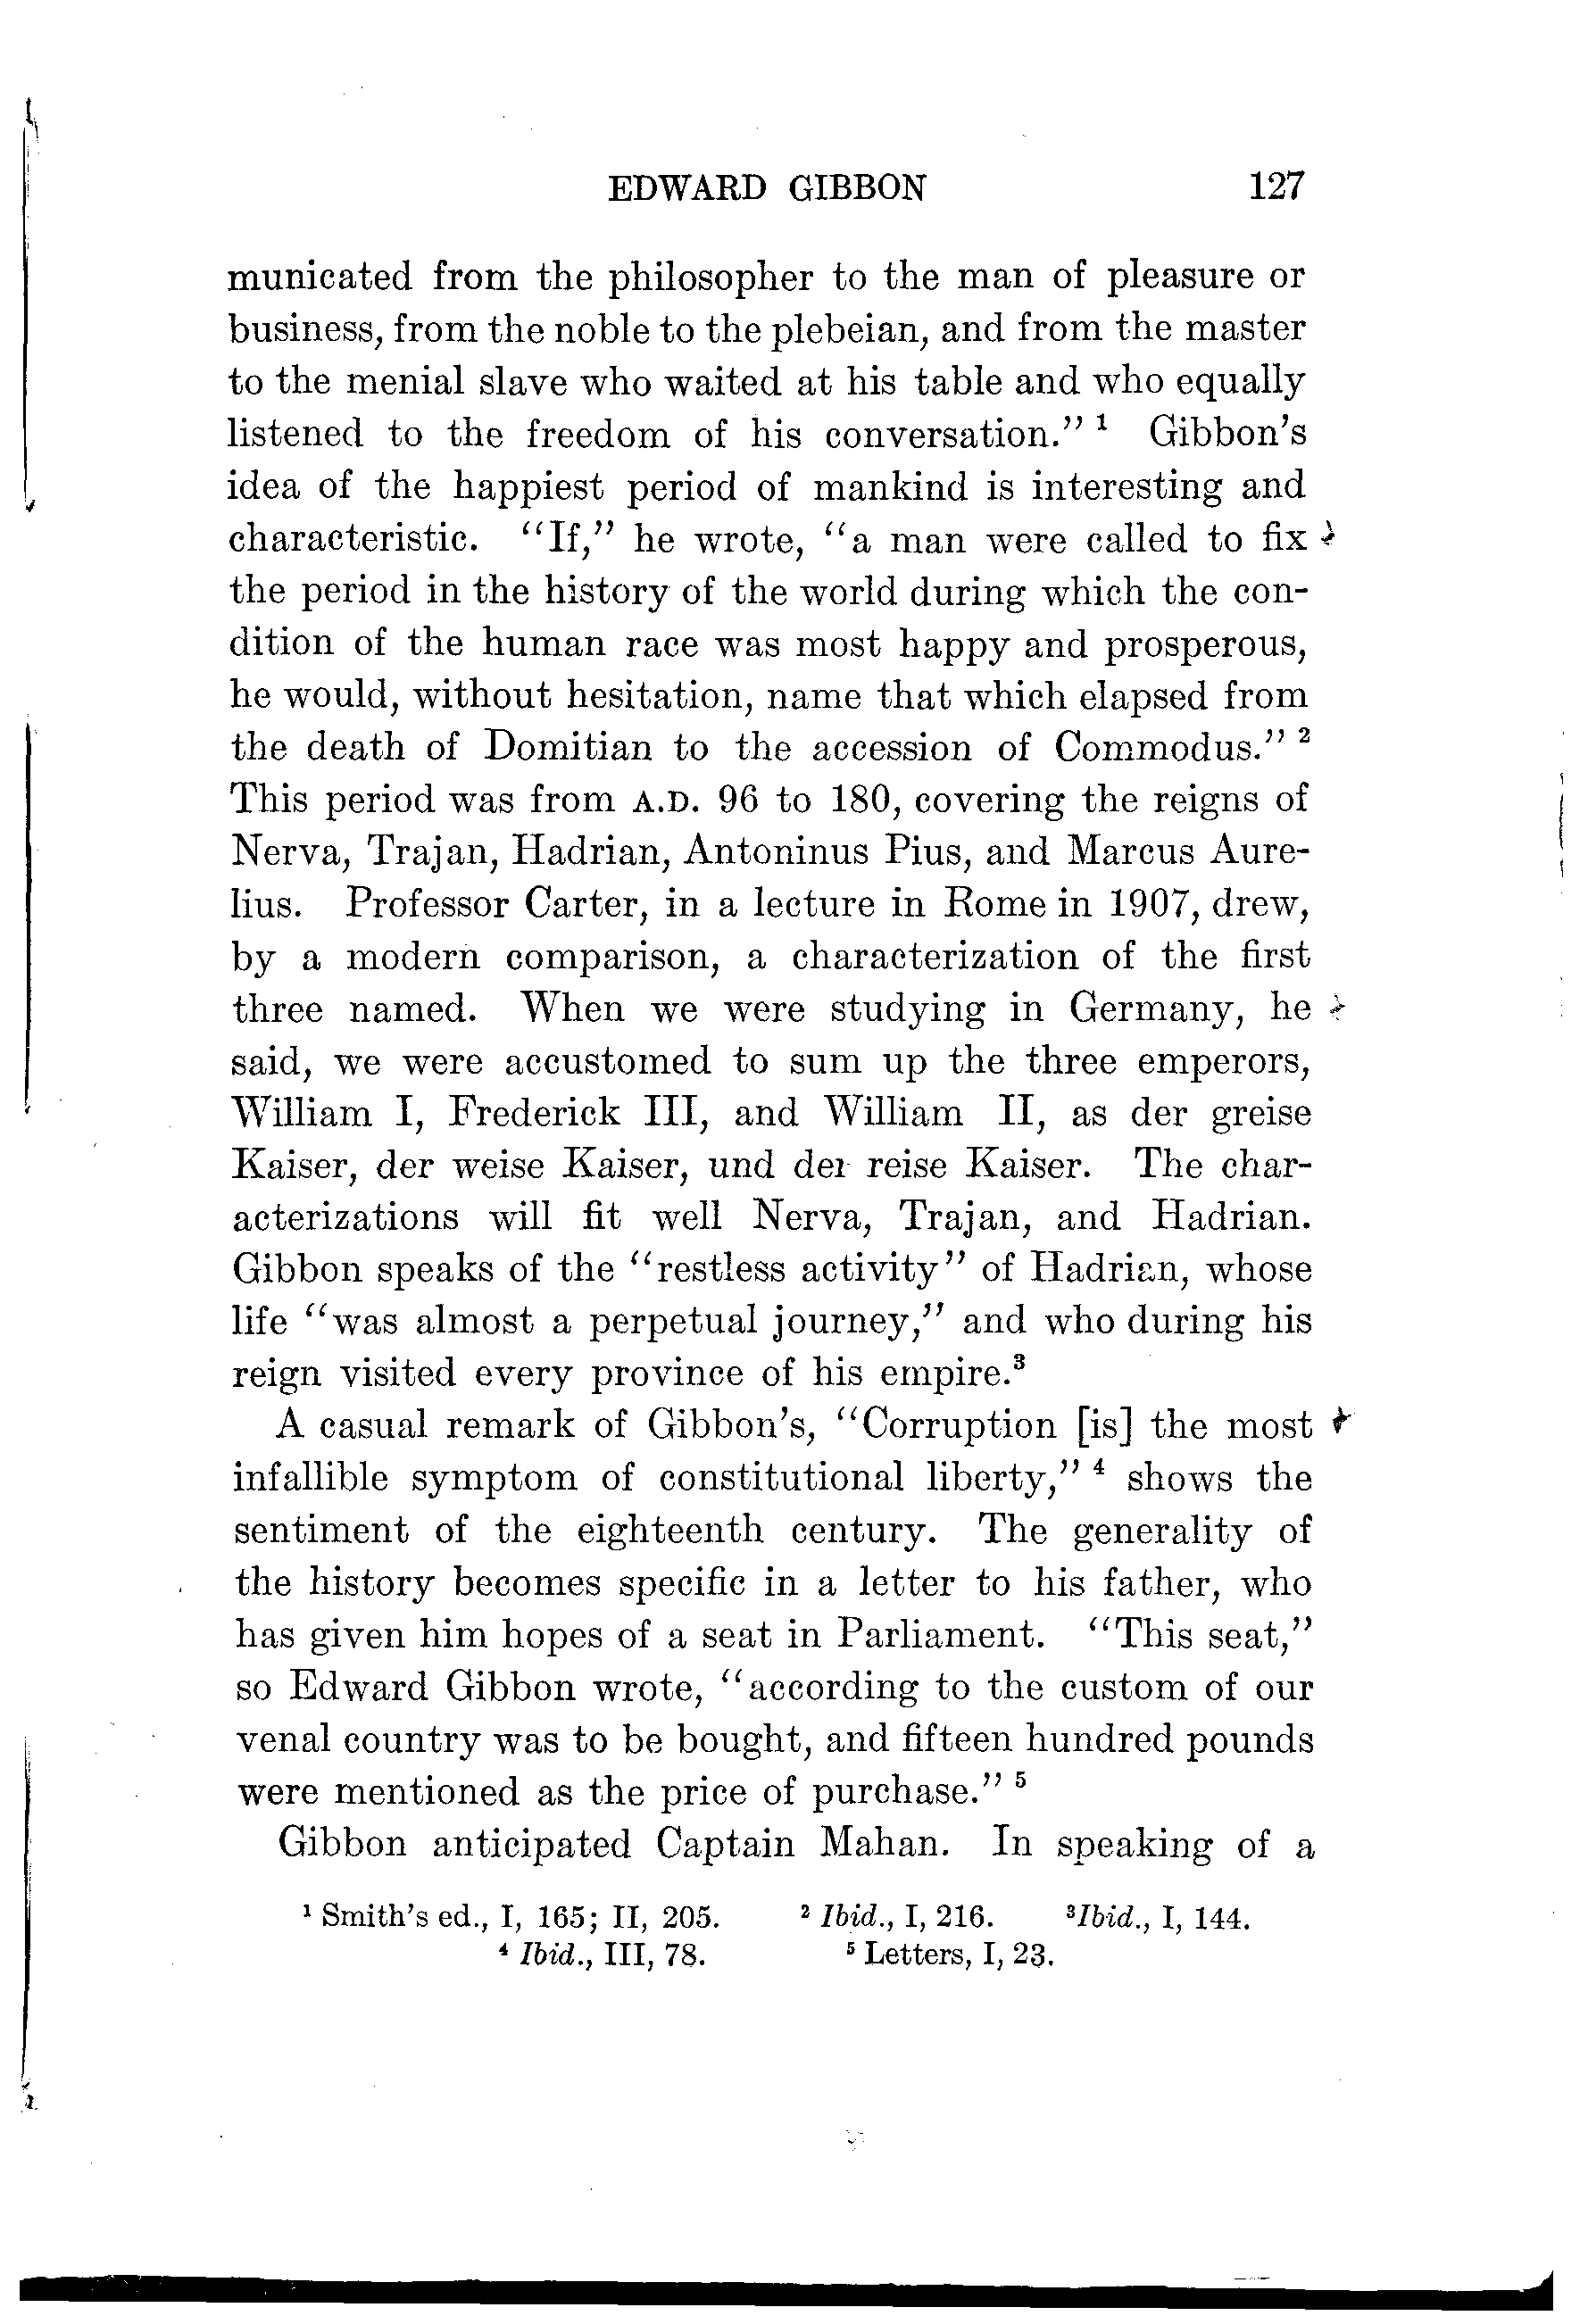 EDWARD GIBBON 127
municated from the philosopher to the man of pleasure or
business, from the noble to the plebeian, and from the master
to the menial slave who waited at his table and who equally
listened to the freedom of his conversation." ¹ Gibbon's
idea of the happiest period of mankind is interesting and
characteristic. "If," he wrote, "a man were called to fix
the period in the history of the world during which the con-
dition of the human race was most happy and prosperous,
he would, without hesitation, name that which elapsed from
the death of Domitian to the accession of Commodus." ²
This period was from A.D. 96 to 180, covering the reigns of
Nerva, Trajan, Hadrian, Antoninus Pius, and Marcus Aure-
lius. Professor Carter, in a lecture in Rome in 1907, drew,
by a modern comparison, a characterization of the first
three named. When we were studying in Germany, he
said, we were accustomed to sum up the three emperors,
William I, Frederick III, and William II, as der greise
Kaiser, der weise Kaiser, und der reise Kaiser. The char-
acterizations will fit well Nerva, Trajan, and Hadrian.
Gibbon speaks of the "restless activity" of Hadrian, whose
life "was almost a perpetual journey," and who during his
reign visited every province of his empire.³
A casual remark of Gibbon's, "Corruption [is] the most
infallible symptom of constitutional liberty," ⁴ shows the
sentiment of the eighteenth century. The generality of
the history becomes specific in a letter to his father, who
has given him hopes of a seat in Parliament. "This seat,"
so Edward Gibbon wrote, "according to the custom of our
venal country was to be bought, and fifteen hundred pounds
were mentioned as the price of purchase." ⁵
Gibbon anticipated Captain Mahan. In speaking of a
¹ Smith's ed., I, 165; II, 205. ² Ibid., I, 216. ³Ibid., I, 144.
⁴ Ibid., III, 78. ⁵ Letters, I, 23.